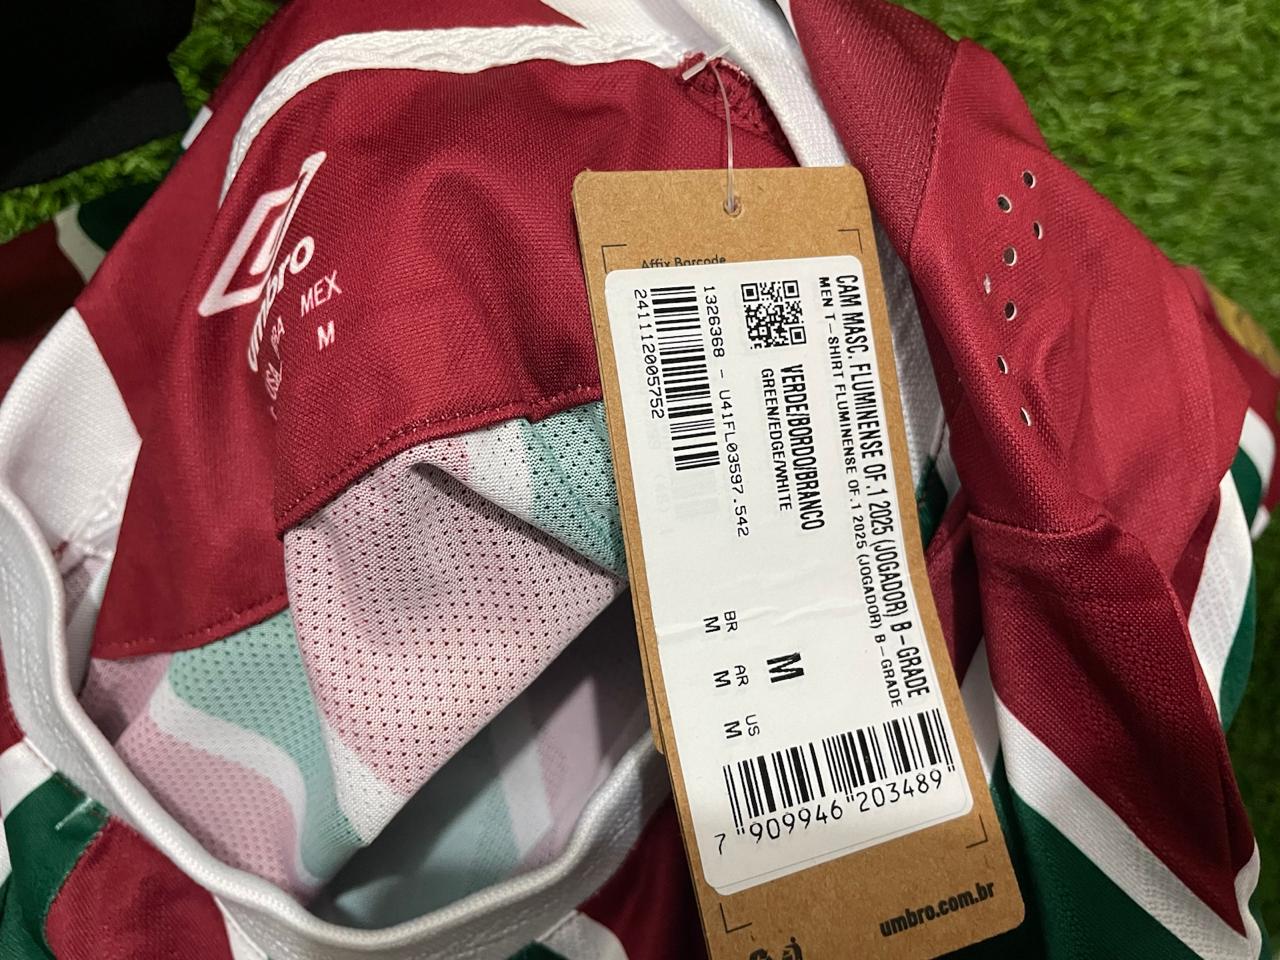 umbro
USA
BRA
MEX
M
Affix Barcode
CAM MASC. FLUMINENSE OF.1 2025 (JOGADOR) B-GRADE
MEN T-SHIRT FLUMINENSE OF.1 2025 (JOGADOR) B-GRADE
VERDE/BORDO/BRANCO
GREEN/EDGE/WHITE
M
1326368 - U41FL03597.542
241112005752
BR AR US
M M M
7 909946 203489
umbro.com.br